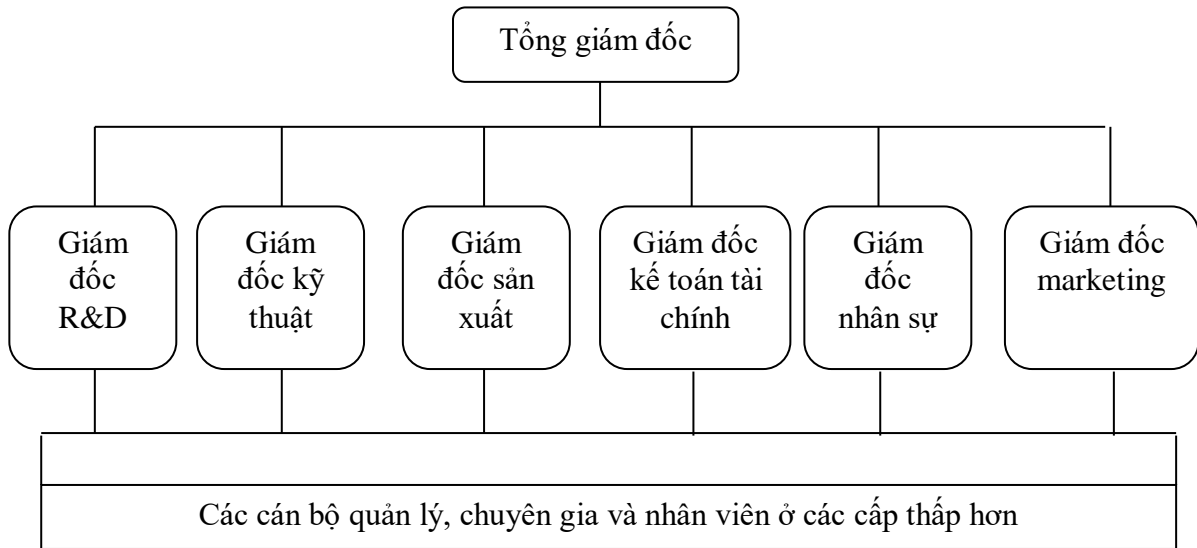 Tổng giám đốc
Giám
đốc
R&D
Giám
đốc kỹ
thuật
Giám
đốc sản
xuất
Giám đốc
kế toán tài
chính
Giám
đốc
nhân sự
Giám đốc
marketing
Các cán bộ quản lý, chuyên gia và nhân viên ở các cấp thấp hơn